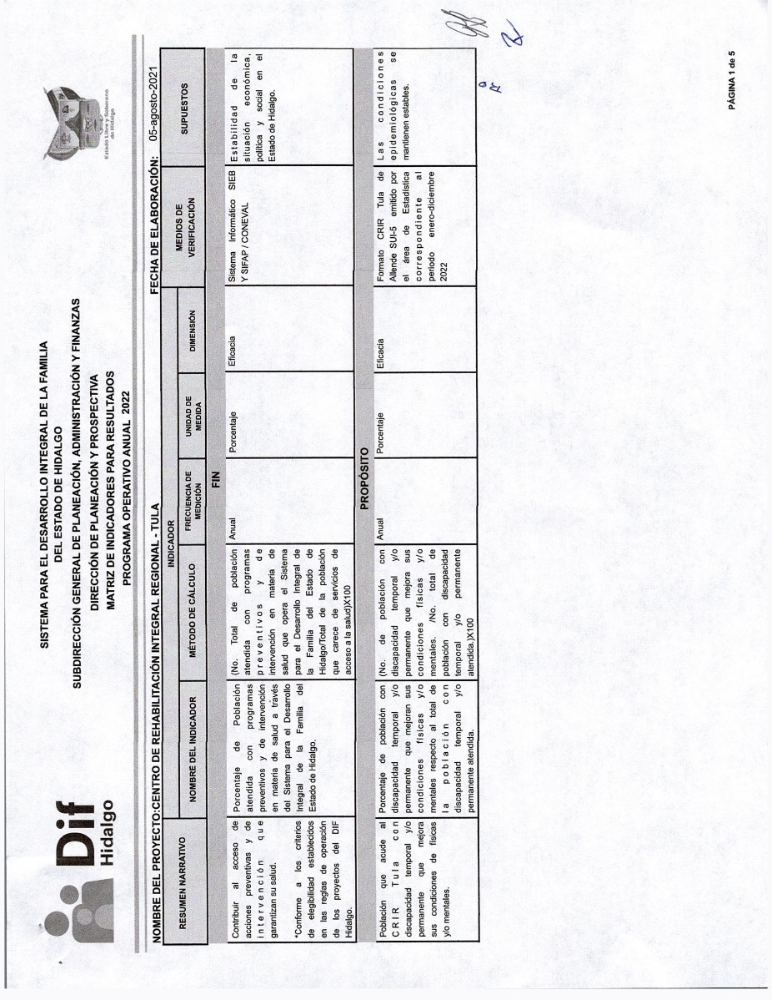 Dif
Hidalgo
SISTEMA PARA EL DESARROLLO INTEGRAL DE LA FAMILIA
DEL ESTADO DE HIDALGO
SUBDIRECCIÓN GENERAL DE PLANEACIÓN, ADMINISTRACIÓN Y FINANZAS
DIRECCIÓN DE PLANEACIÓN Y PROSPECTIVA
MATRIZ DE INDICADORES PARA RESULTADOS
PROGRAMA OPERATIVO ANUAL 2022
Estado Libre y Soberano
de Hidalgo
NOMBRE DEL PROYECTO:CENTRO DE REHABILITACIÓN INTEGRAL REGIONAL - TULA
FECHA DE ELABORACIÓN: 05-agosto-2021
RESUMEN NARRATIVO
INDICADOR
NOMBRE DEL INDICADOR
MÉTODO DE CÁLCULO
FRECUENCIA DE
MEDICIÓN
UNIDAD DE
MEDIDA
DIMENSIÓN
MEDIOS DE
VERIFICACIÓN
SUPUESTOS
FIN
Contribuir al acceso de
acciones preventivas y de
intervención que
garantizan su salud.
*Conforme a los criterios
de elegibilidad establecidos
en las reglas de operación
de los proyectos del DIF
Hidalgo.
Porcentaje de Población
atendida con programas
preventivos y de intervención
en materia de salud a través
del Sistema para el Desarrollo
Integral de la Familia del
Estado de Hidalgo.
(No. Total de población
atendida con programas
preventivos y de
intervención en materia de
salud que opera el Sistema
para el Desarrollo Integral de
la Familia del Estado de
Hidalgo/Total de la población
que carece de servicios de
acceso a la salud)X100
Anual
Porcentaje
Eficacia
Sistema Informático SIEB
Y SIFAP / CONEVAL
Estabilidad de la
situación económica,
política y social en el
Estado de Hidalgo.
PROPÓSITO
Población que acude al
CRIR Tula con
discapacidad temporal y/o
permanente que mejora
sus condiciones de físicas
y/o mentales.
Porcentaje de población con
discapacidad temporal y/o
permanente que mejoran sus
condiciones físicas y/o
mentales respecto al total de
la población con
discapacidad temporal y/o
permanente atendida.
(No. de población con
discapacidad temporal y/o
permanente que mejora sus
condiciones físicas y/o
mentales. /No. total de
población con discapacidad
temporal y/o permanente
atendida.)X100
Anual
Porcentaje
Eficacia
Formato CRIR Tula de
Allende SUI-5 emitido por
el área de Estadística
correspondiente al
periodo enero-diciembre
2022
Las condiciones
epidemiológicas se
mantienen estables.
PÁGINA 1 de 5